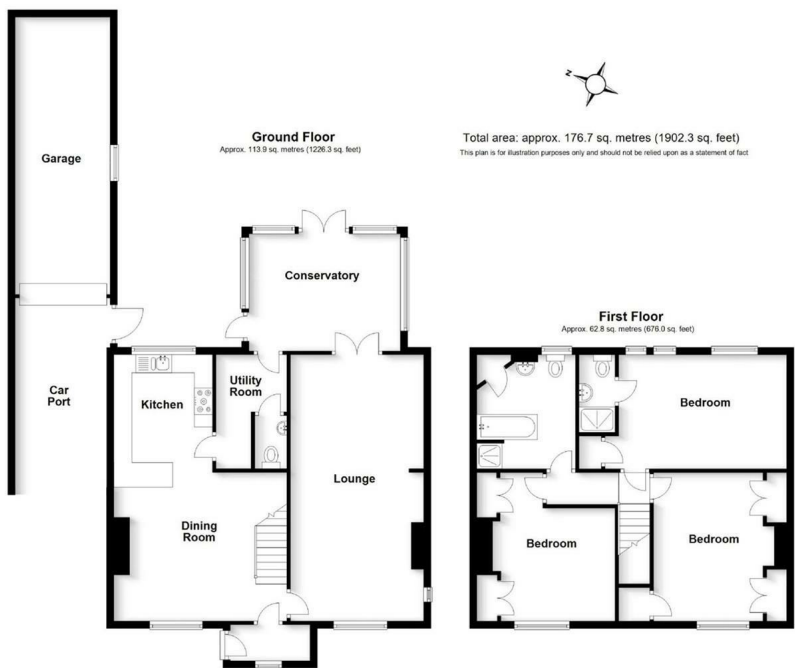 Ground Floor
Approx. 113.9 sq. metres (1226.3 sq. feet)
N
Total area: approx. 176.7 sq. metres (1902.3 sq. feet)
This plan is for illustration purposes only and should not be relied upon as a statement of fact
Garage
Conservatory
Car
Port
Kitchen
Utility
Room
Lounge
Dining
Room
First Floor
Approx. 62.8 sq. metres (676.0 sq. feet)
Bedroom
Bedroom
Bedroom